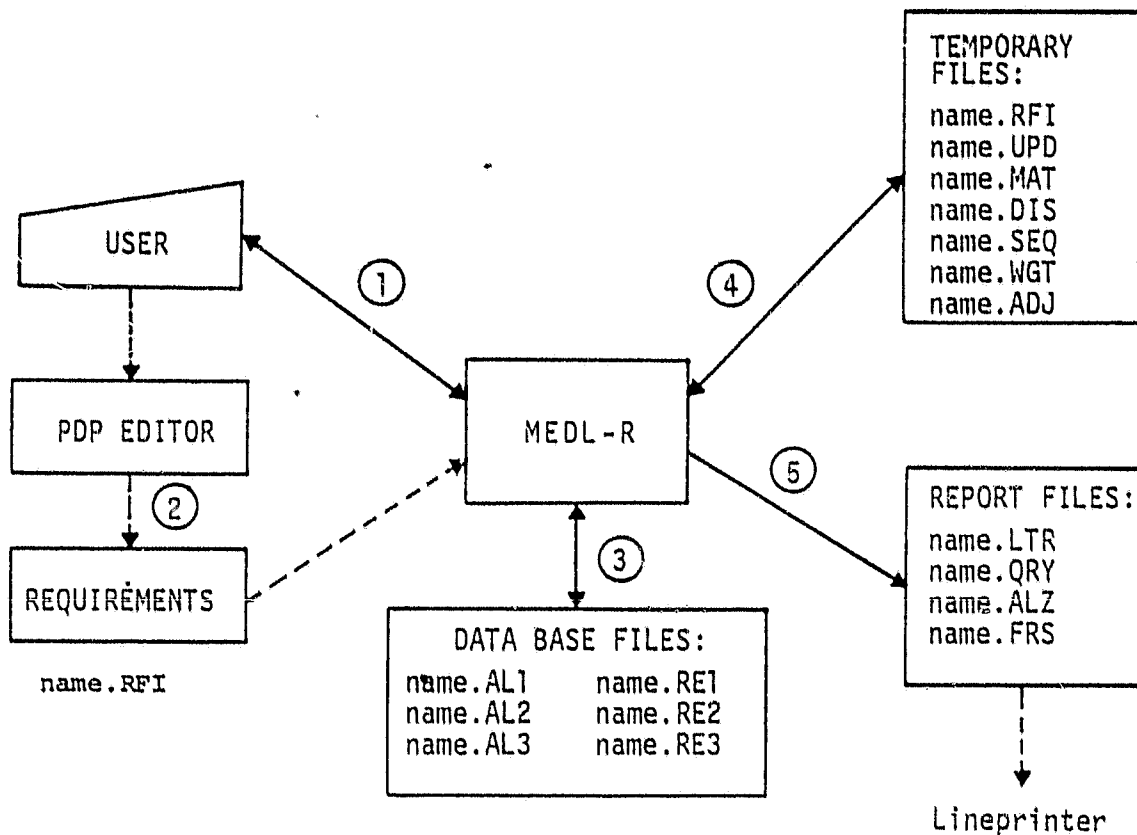 USER
PDP EDITOR
2
REQUIREMENTS
name.RFI
1
MEDL-R
3
DATA BASE FILES:
name.AL1 name.RE1
name.AL2 name.RE2
name.AL3 name.RE3
4
TEMPORARY
FILES:
name.RFI
name.UPD
name.MAT
name.DIS
name.SEQ
name.WGT
name.ADJ
5
REPORT FILES:
name.LTR
name.QRY
name.ALZ
name.FRS
Lineprinter